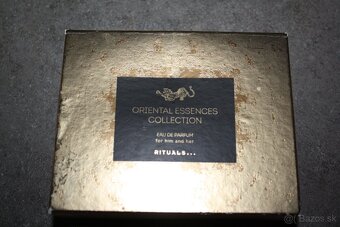 ORIENTAL ESSENCES
COLLECTION
EAU DE PARFUM
for him and her
RITUALS...
Bazos.sk